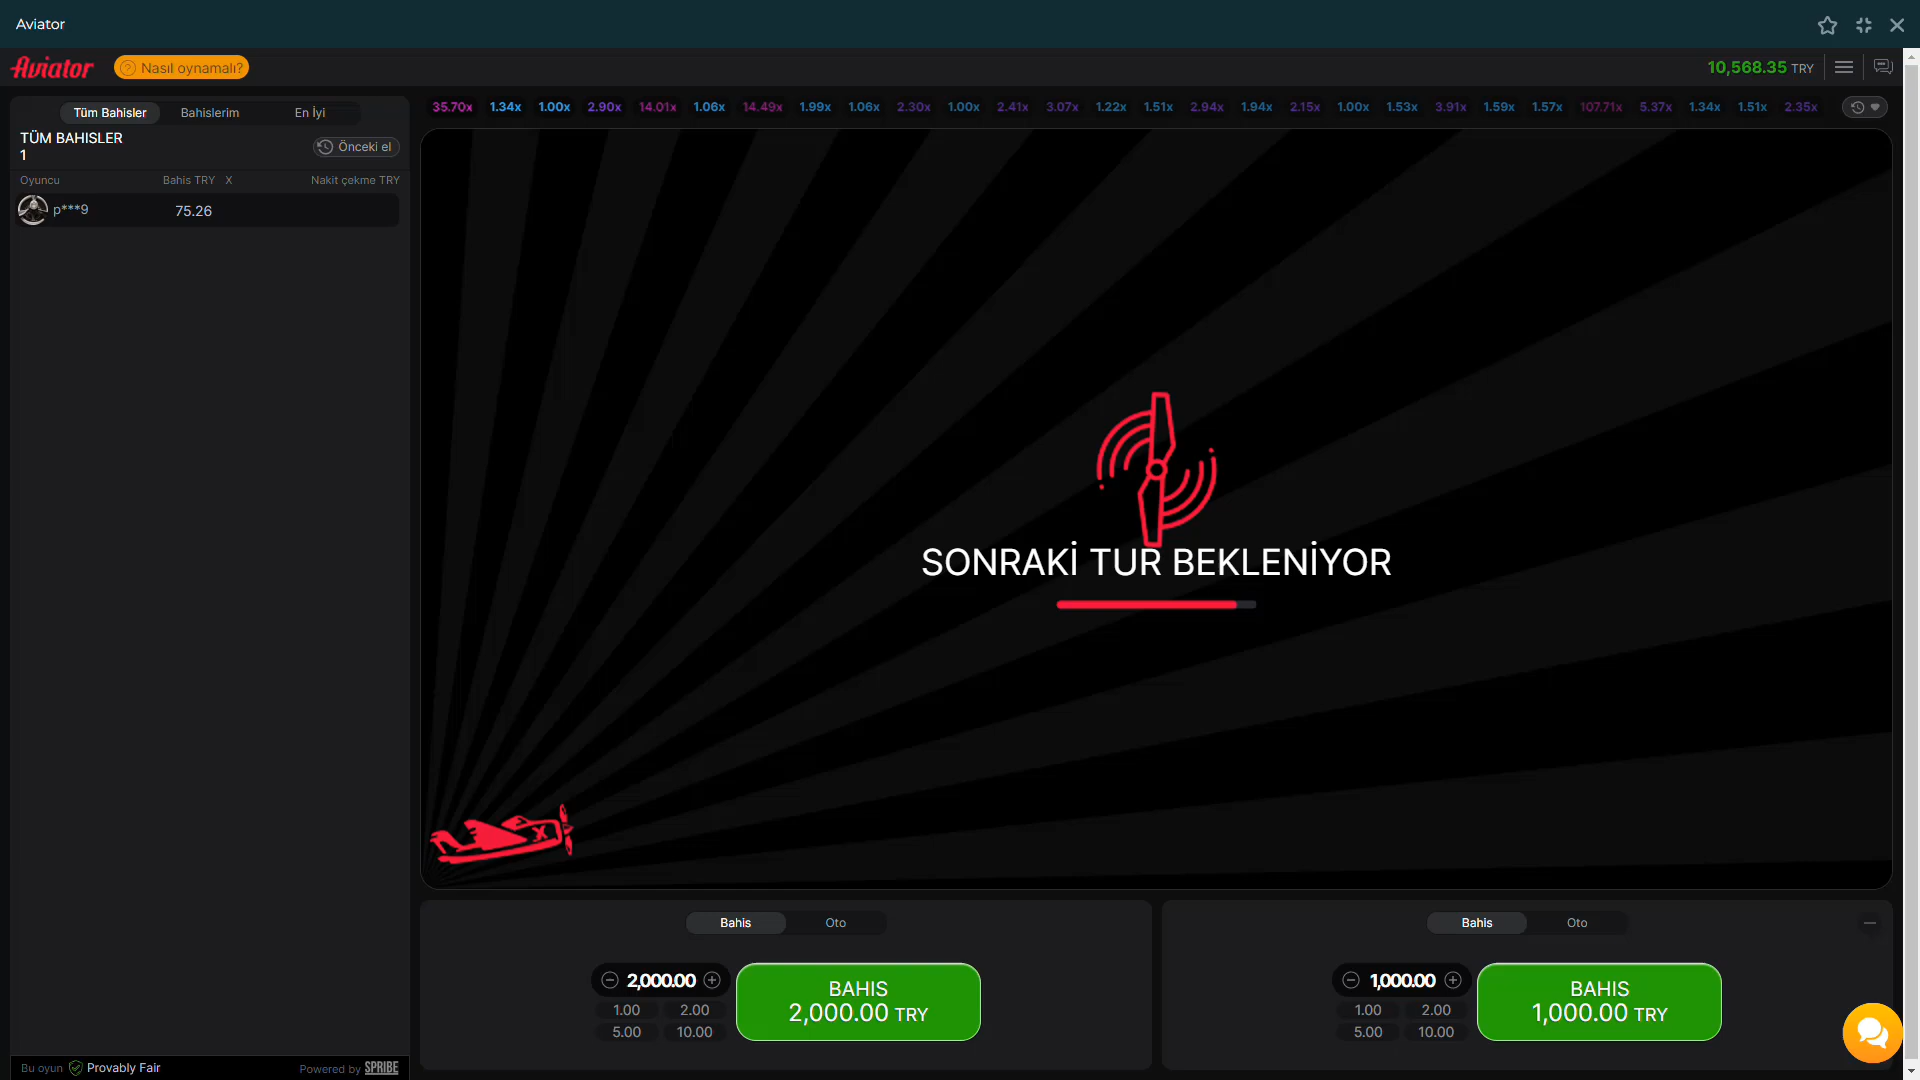 Aviator
Aviator
Nasıl oynamalı?
10,568.35 TRY
Tüm Bahisler Bahislerim En İyi
35.70x 1.34x 1.00x 2.90x 14.01x 1.06x 14.49x 1.99x 1.06x 2.30x 1.00x 2.41x 3.07x 1.22x 1.51x 2.94x 1.94x 2.15x 1.00x 1.53x 3.91x 1.59x 1.57x 107.71x 5.37x 1.34x 1.51x 2.35x
TÜM BAHISLER
1
Önceki el
Oyuncu Bahis TRY X Nakit çekme TRY
p***9 75.26
SONRAKİ TUR BEKLENİYOR
X
Bahis Oto
2,000.00
1.00 2.00
5.00 10.00
BAHIS
2,000.00 TRY
Bahis Oto
1,000.00
1.00 2.00
5.00 10.00
BAHIS
1,000.00 TRY
Bu oyun Provably Fair
Powered by SPRIBE